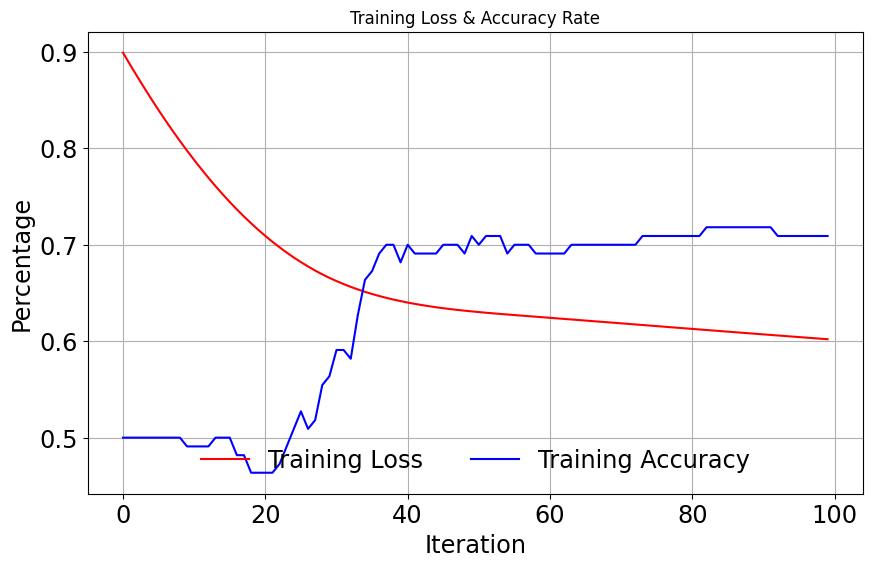 Training Loss & Accuracy Rate
0.9
0.8
0.7
0.6
0.5
Percentage
Training Loss
Training Accuracy
0 20 40 60 80 100
Iteration